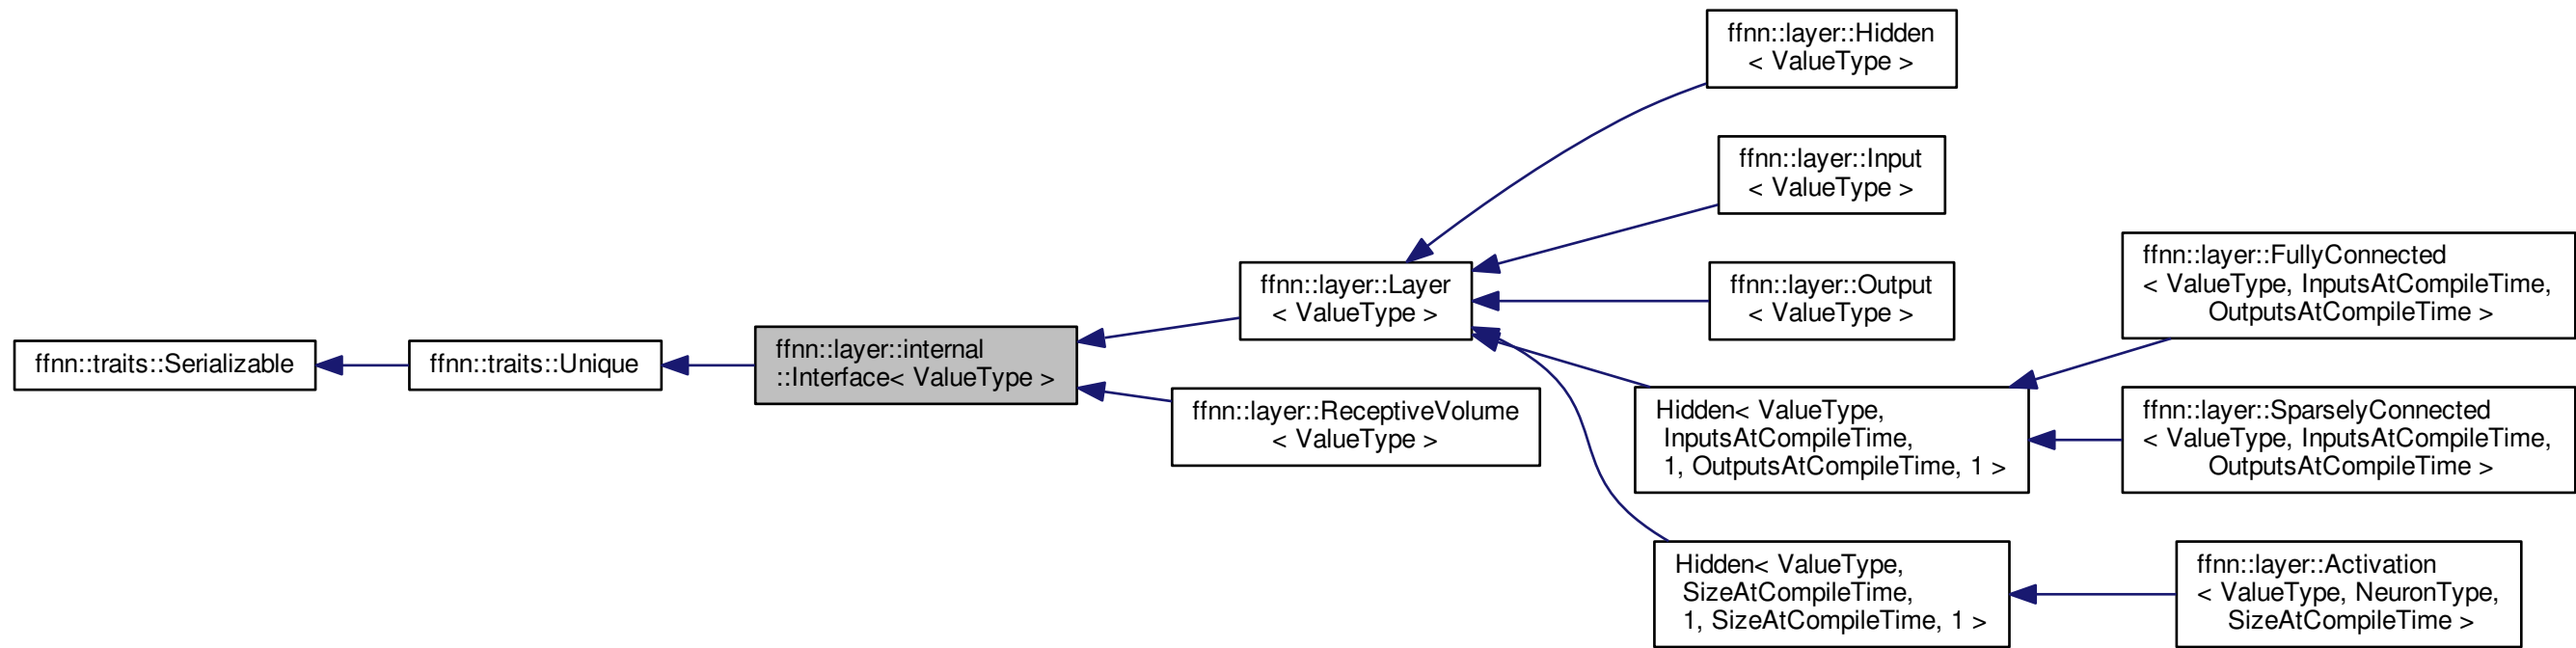 ffnn::traits::Serializable
ffnn::traits::Unique
ffnn::layer::internal
::Interface< ValueType >
ffnn::layer::Layer
< ValueType >
ffnn::layer::ReceptiveVolume
< ValueType >
ffnn::layer::Hidden
< ValueType >
ffnn::layer::Input
< ValueType >
ffnn::layer::Output
< ValueType >
Hidden< ValueType,
InputsAtCompileTime,
1, OutputsAtCompileTime, 1 >
Hidden< ValueType,
SizeAtCompileTime,
1, SizeAtCompileTime, 1 >
ffnn::layer::FullyConnected
< ValueType, InputsAtCompileTime,
OutputsAtCompileTime >
ffnn::layer::SparselyConnected
< ValueType, InputsAtCompileTime,
OutputsAtCompileTime >
ffnn::layer::Activation
< ValueType, NeuronType,
SizeAtCompileTime >